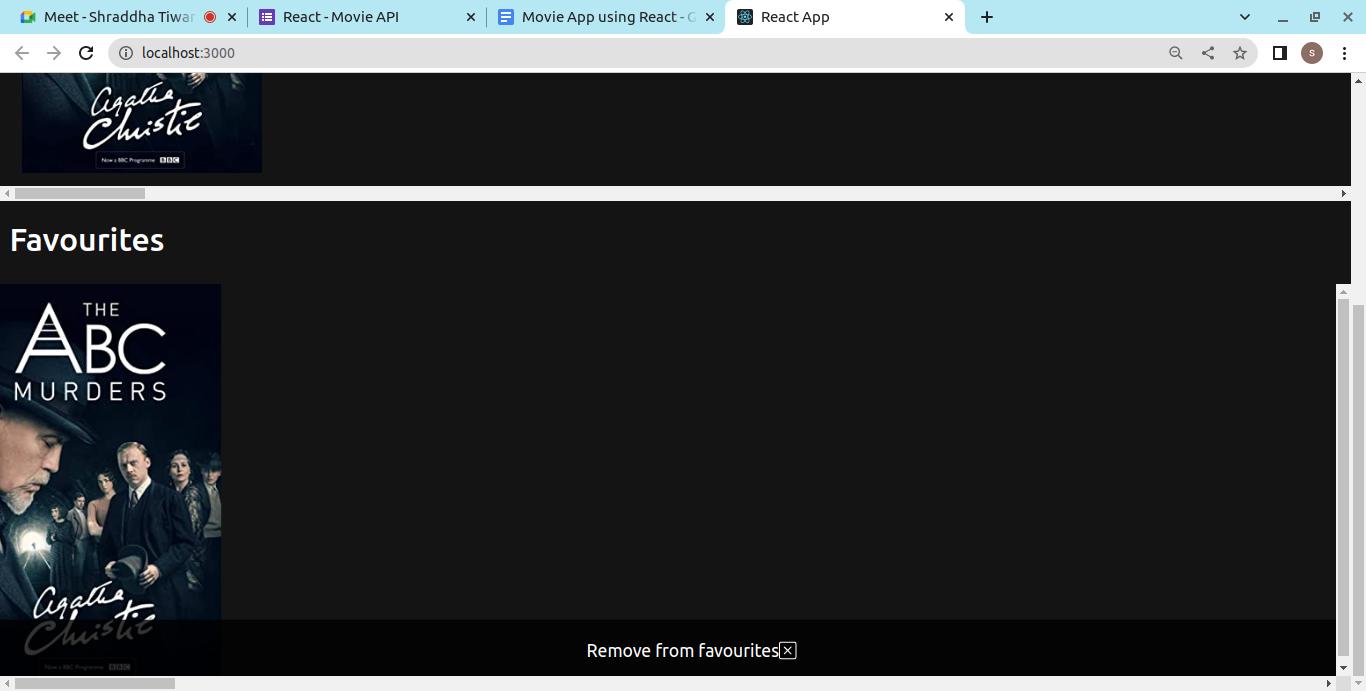 Meet - Shraddha Tiwar
React - Movie API
Movie App using React - G
React App
localhost:3000
S
Agatha
Christie
Now a BBC Programme BBC
Favourites
THE
ABC
MURDERS
Agatha
Christie
Now a BBC Programme BBC
Remove from favourites